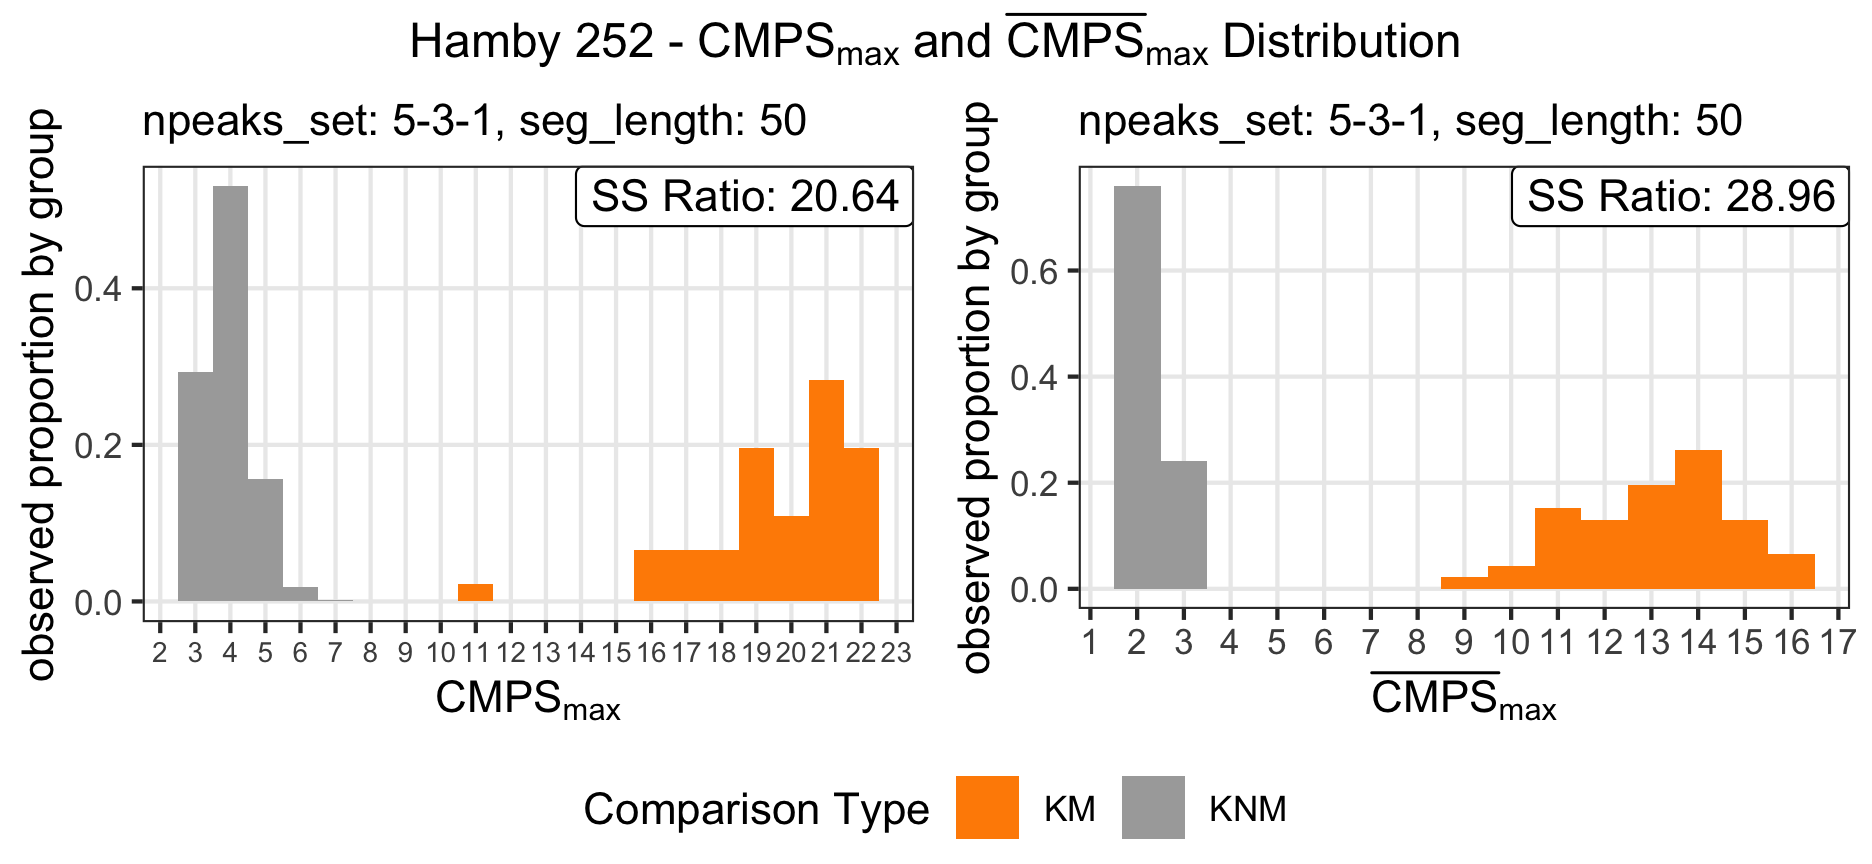 Hamby 252 - CMPSmax and C̅M̅P̅S̅max Distribution
npeaks_set: 5-3-1, seg_length: 50
SS Ratio: 20.64
observed proportion by group
0.4
0.2
0.0
2 3 4 5 6 7 8 9 10 11 12 13 14 15 16 17 18 19 20 21 22 23
CMPSmax
npeaks_set: 5-3-1, seg_length: 50
SS Ratio: 28.96
observed proportion by group
0.6
0.4
0.2
0.0
1 2 3 4 5 6 7 8 9 10 11 12 13 14 15 16 17
C̅M̅P̅S̅max
Comparison Type KM KNM